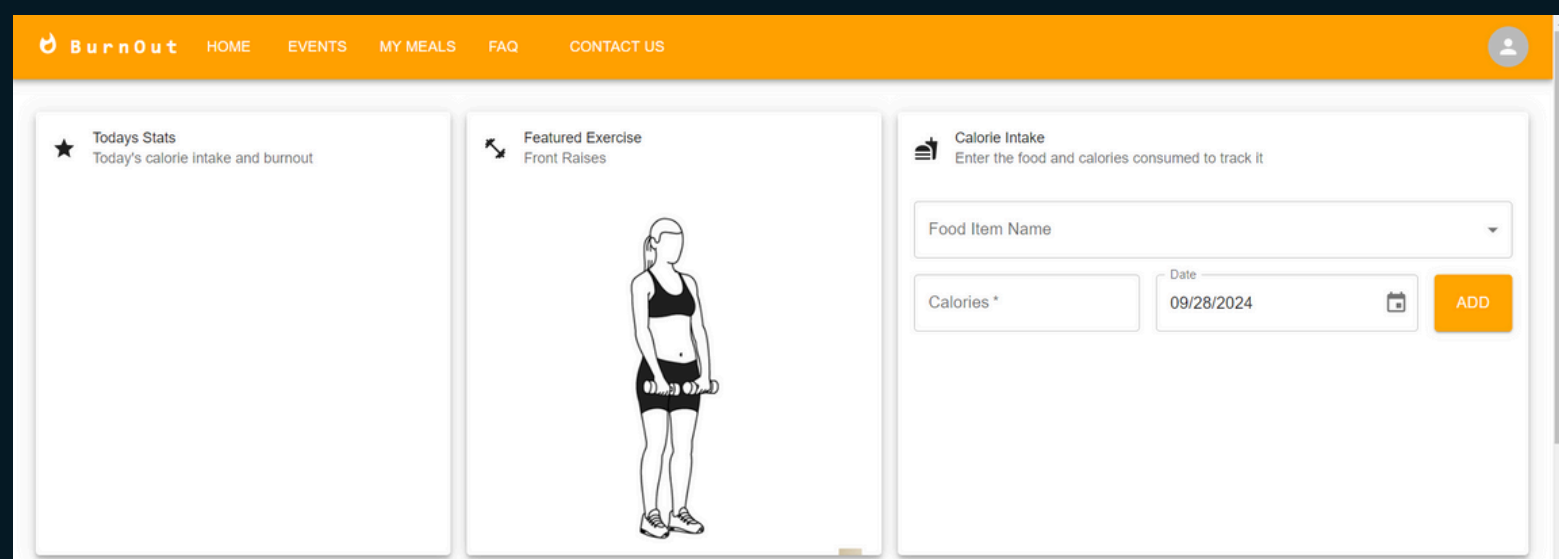 BurnOut HOME EVENTS MY MEALS FAQ CONTACT US
Todays Stats
Today's calorie intake and burnout
Featured Exercise
Front Raises
Calorie Intake
Enter the food and calories consumed to track it
Food Item Name
Calories *
Date
09/28/2024
ADD